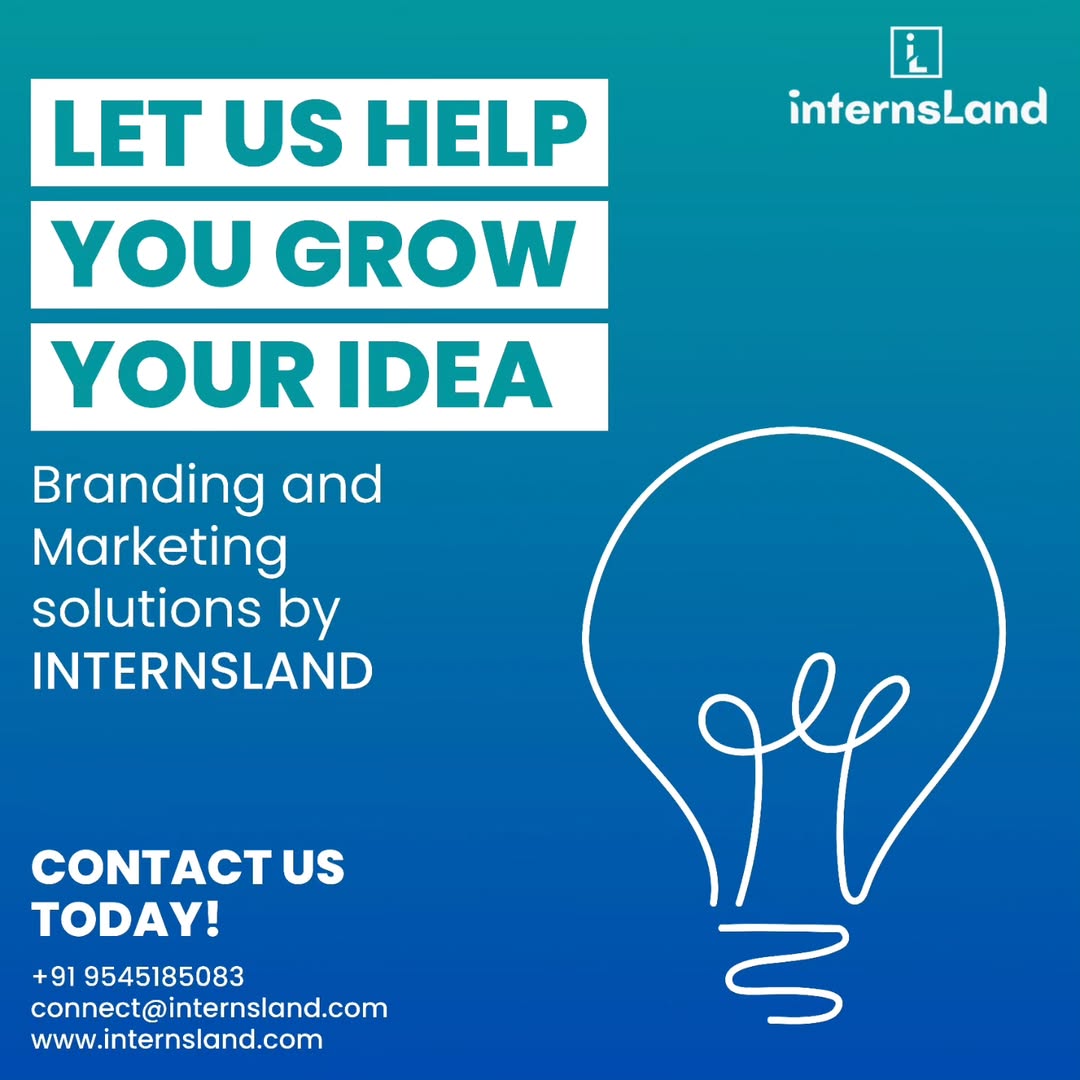 iL
internsLand
LET US HELP
YOU GROW
YOUR IDEA
Branding and
Marketing
solutions by
INTERNSLAND
CONTACT US
TODAY!
+91 9545185083
connect@internsland.com
www.internsland.com